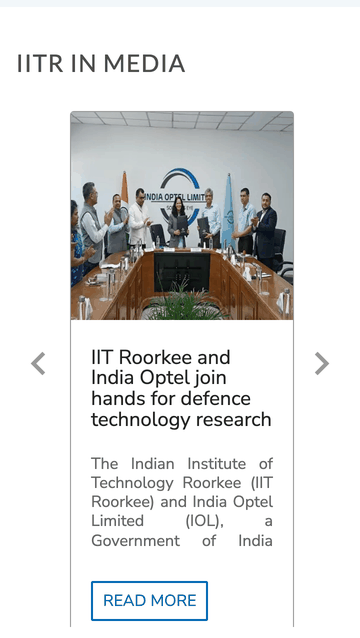 IITR IN MEDIA
INDIA OPTEL LIMITED
IIT Roorkee and
India Optel join
hands for defence
technology research
The Indian Institute of
Technology Roorkee (IIT
Roorkee) and India Optel
Limited (IOL), a
Government of India
READ MORE